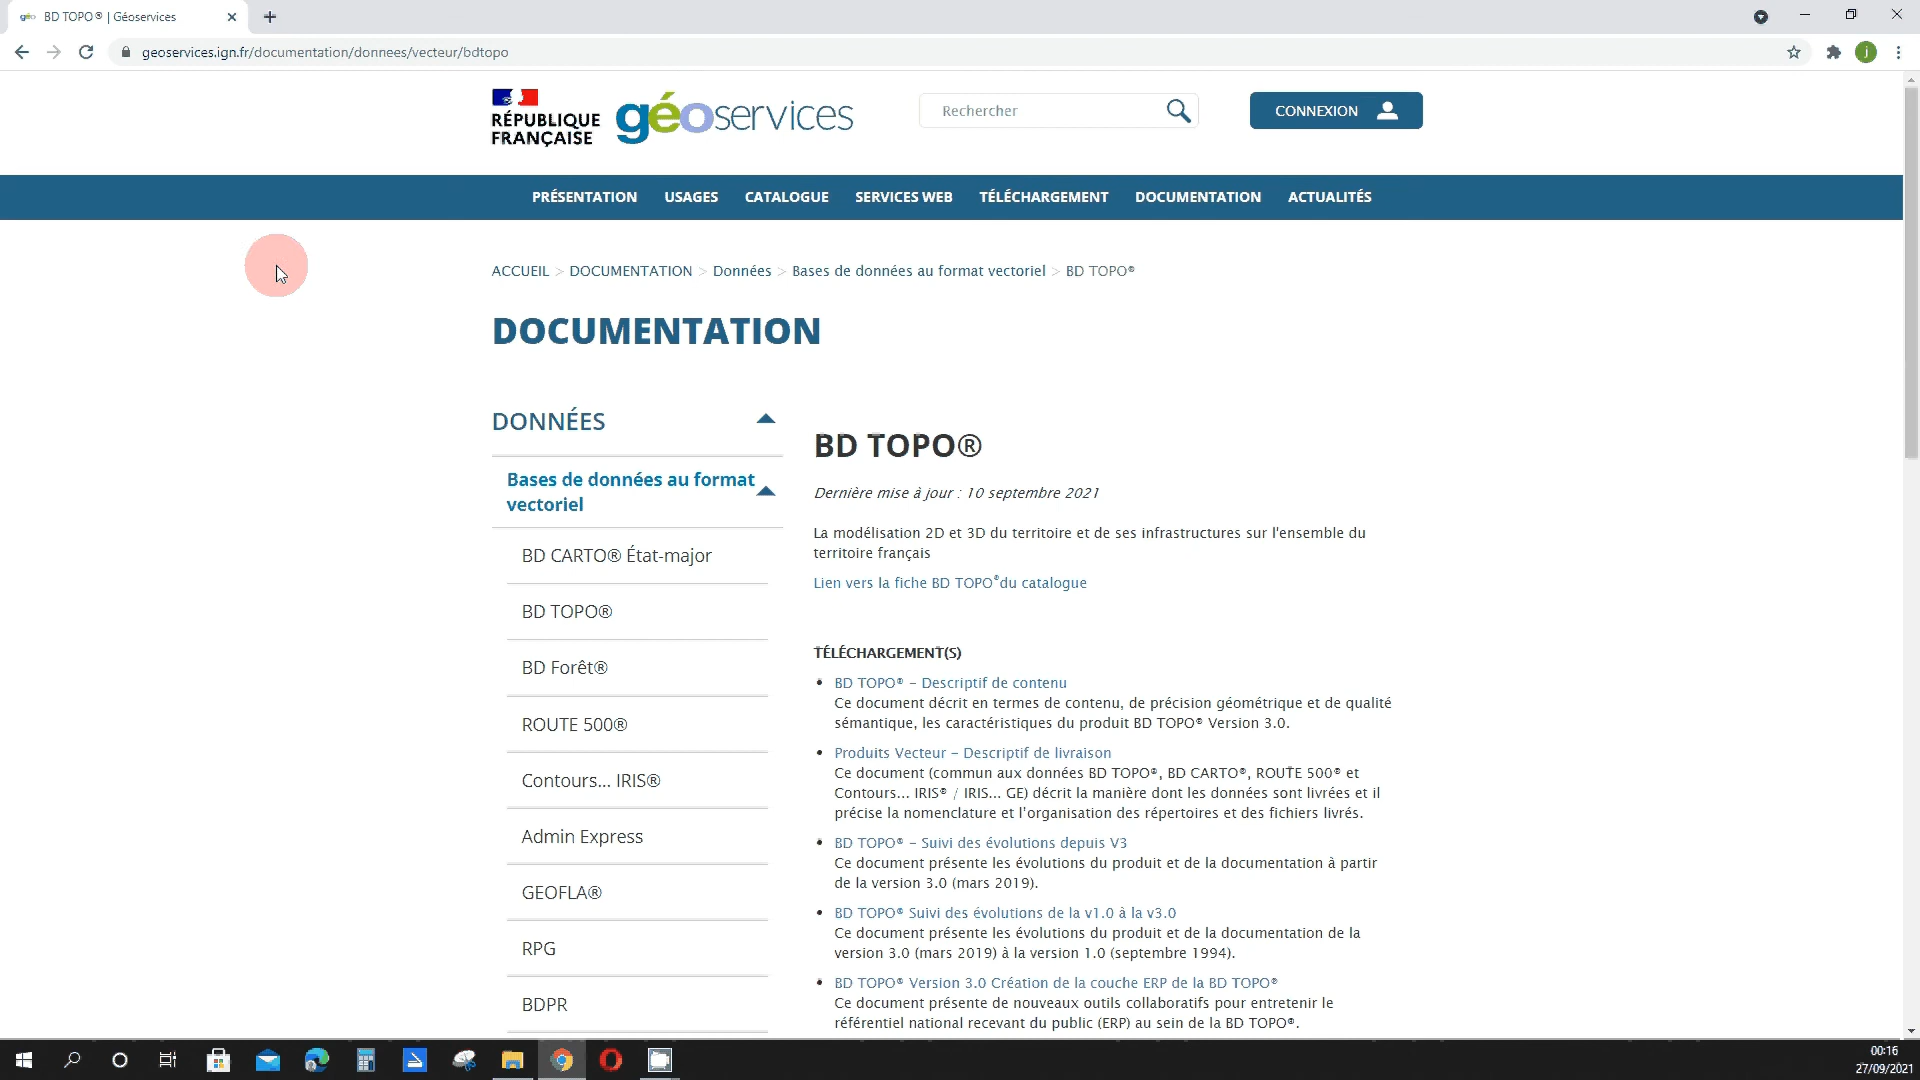 BD TOPO® | Géoservices
geoservices.ign.fr/documentation/donnees/vecteur/bdtopo
j
RÉPUBLIQUE
FRANÇAISE
géoservices
Rechercher
CONNEXION
PRÉSENTATION USAGES CATALOGUE SERVICES WEB TÉLÉCHARGEMENT DOCUMENTATION ACTUALITÉS
ACCUEIL > DOCUMENTATION > Données > Bases de données au format vectoriel > BD TOPO®
DOCUMENTATION
DONNÉES
Bases de données au format
vectoriel
BD CARTO® État-major
BD TOPO®
BD Forêt®
ROUTE 500®
Contours... IRIS®
Admin Express
GEOFLA®
RPG
BDPR
BD TOPO®
Dernière mise à jour : 10 septembre 2021
La modélisation 2D et 3D du territoire et de ses infrastructures sur l'ensemble du
territoire français
Lien vers la fiche BD TOPO®du catalogue
TÉLÉCHARGEMENT(S)
• BD TOPO® – Descriptif de contenu
Ce document décrit en termes de contenu, de précision géométrique et de qualité
sémantique, les caractéristiques du produit BD TOPO® Version 3.0.
• Produits Vecteur – Descriptif de livraison
Ce document (commun aux données BD TOPO®, BD CARTO®, ROUTE 500® et
Contours... IRIS® / IRIS... GE) décrit la manière dont les données sont livrées et il
précise la nomenclature et l'organisation des répertoires et des fichiers livrés.
• BD TOPO® – Suivi des évolutions depuis V3
Ce document présente les évolutions du produit et de la documentation à partir
de la version 3.0 (mars 2019).
• BD TOPO® Suivi des évolutions de la v1.0 à la v3.0
Ce document présente les évolutions du produit et de la documentation de la
version 3.0 (mars 2019) à la version 1.0 (septembre 1994).
• BD TOPO® Version 3.0 Création de la couche ERP de la BD TOPO®
Ce document présente de nouveaux outils collaboratifs pour entretenir le
référentiel national recevant du public (ERP) au sein de la BD TOPO®.
00:16
27/09/2021